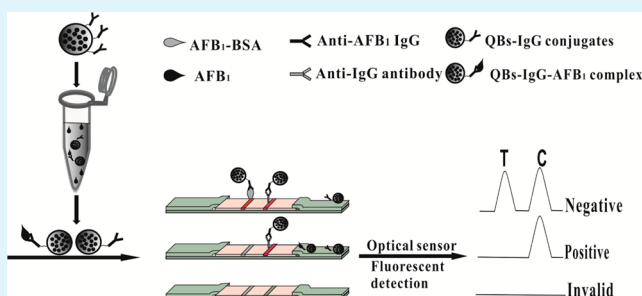 AFB1-BSA
Anti-AFB1 IgG
QBs-IgG conjugates
AFB1
Anti-IgG antibody
QBs-IgG-AFB1 complex
T C
Negative
Optical sensor
Positive
Fluorescent
detection
Invalid